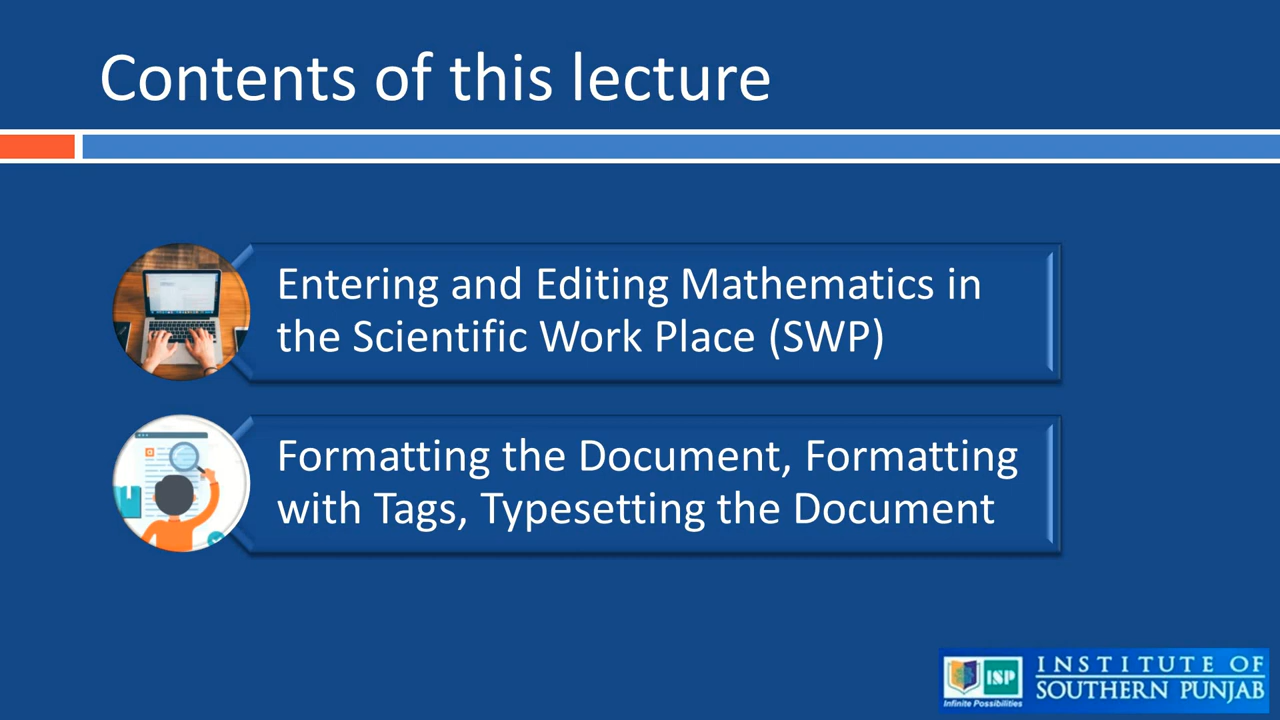 Contents of this lecture
Entering and Editing Mathematics in
the Scientific Work Place (SWP)
Formatting the Document, Formatting
with Tags, Typesetting the Document
ISP
Infinite Possibilities
INSTITUTE OF
SOUTHERN PUNJAB